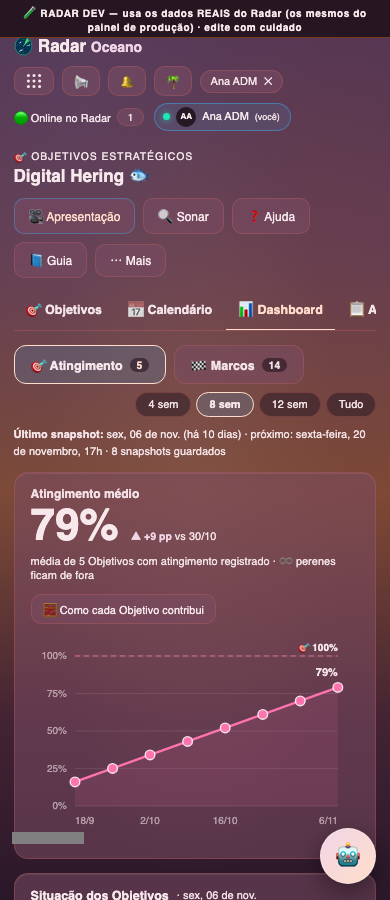 RADAR DEV — usa os dados REAIS do Radar (os mesmos do
painel de produção) · edite com cuidado
Radar Oceano
Ana ADM ✕
Online no Radar 1
AA Ana ADM (você)
OBJETIVOS ESTRATÉGICOS
Digital Hering
Apresentação
Sonar
Ajuda
Guia
··· Mais
Objetivos
Calendário
Dashboard
A
Atingimento 5
Marcos 14
4 sem
8 sem
12 sem
Tudo
Último snapshot: sex, 06 de nov. (há 10 dias) · próximo: sexta-feira, 20
de novembro, 17h · 8 snapshots guardados
Atingimento médio
79% ▲ +9 pp vs 30/10
média de 5 Objetivos com atingimento registrado · ♾️ perenes
ficam de fora
Como cada Objetivo contribui
100%
100%
79%
75%
50%
25%
0%
18/9 2/10 16/10 6/11
Situação dos Objetivos · sex, 06 de nov.